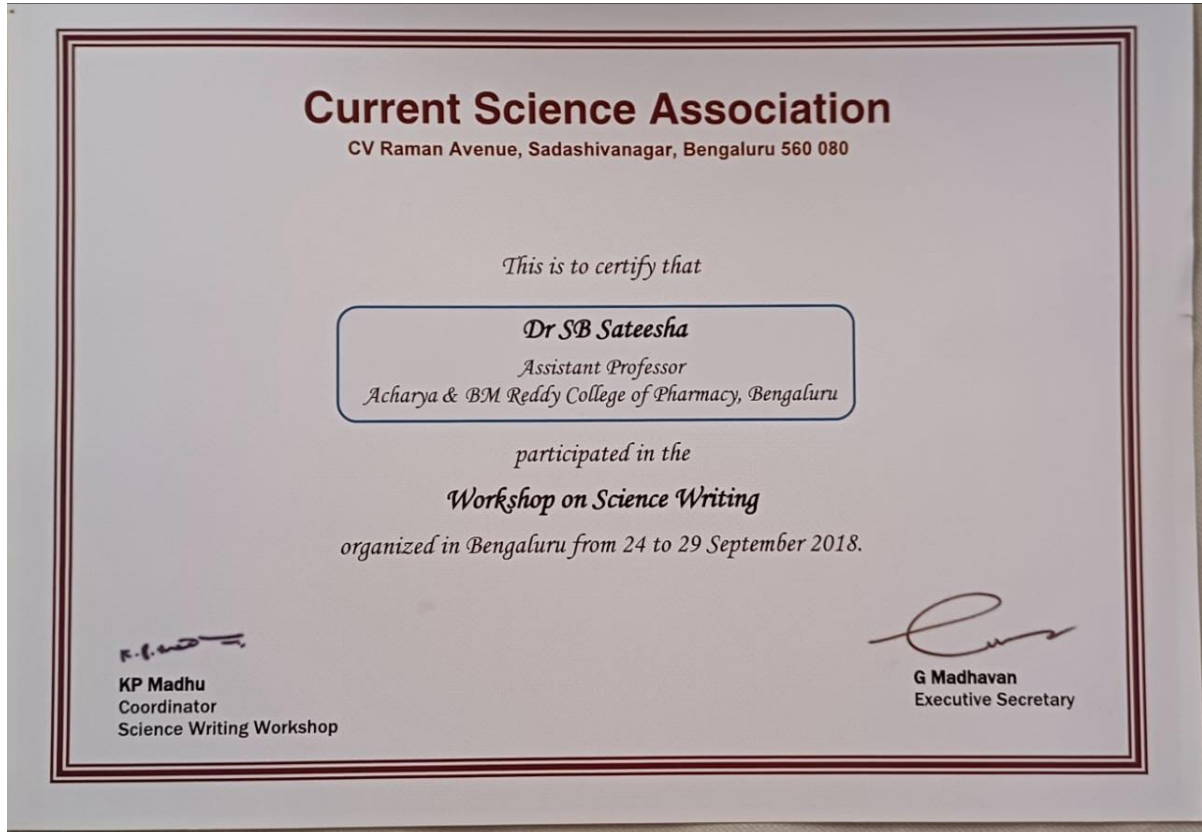 Current Science Association
CV Raman Avenue, Sadashivanagar, Bengaluru 560 080
This is to certify that
Dr SB Sateesha
Assistant Professor
Acharya & BM Reddy College of Pharmacy, Bengaluru
participated in the
Workshop on Science Writing
organized in Bengaluru from 24 to 29 September 2018.
KP Madhu
Coordinator
Science Writing Workshop
G Madhavan
Executive Secretary